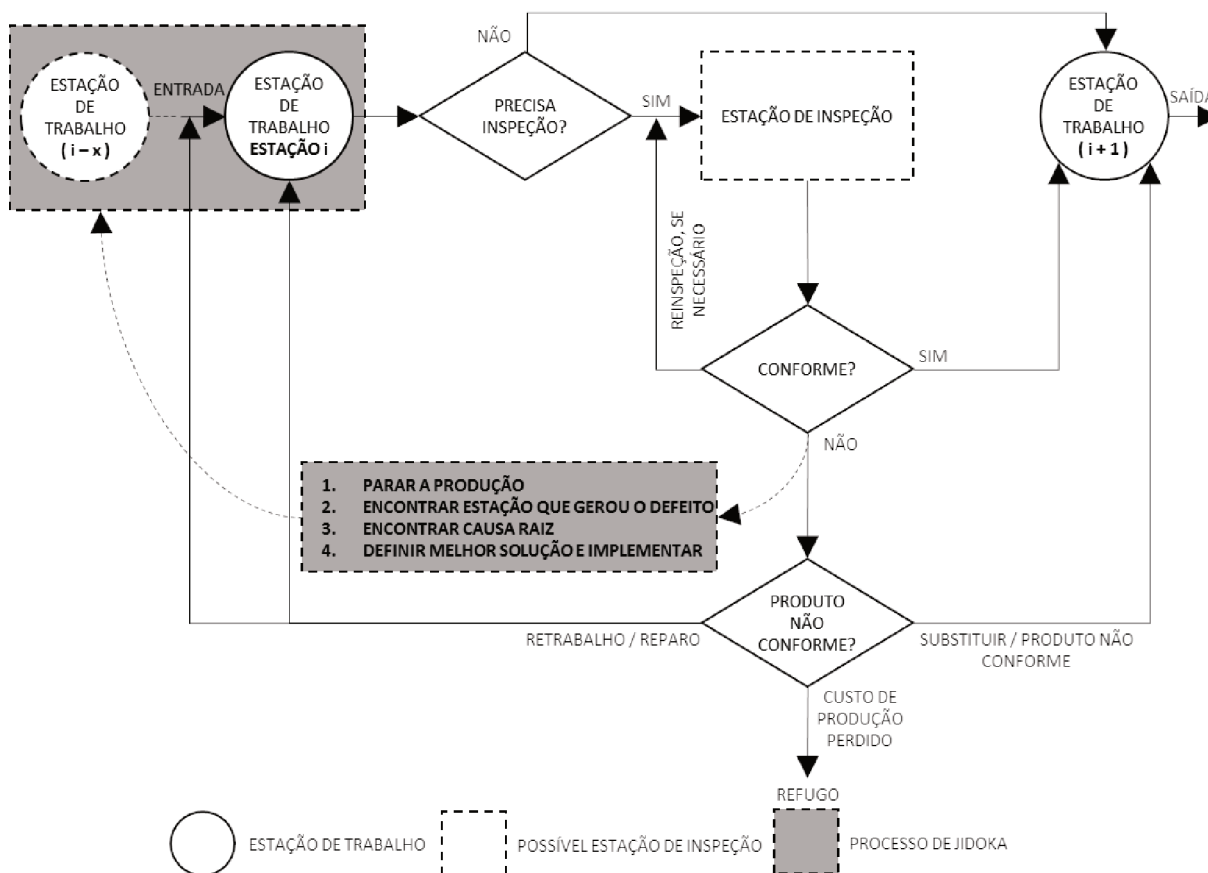 NÃO
ESTAÇÃO
DE
TRABALHO
( i – x )
ENTRADA
ESTAÇÃO
DE
TRABALHO
ESTAÇÃO i
PRECISA
INSPEÇÃO?
SIM
ESTAÇÃO DE INSPEÇÃO
ESTAÇÃO
DE
TRABALHO
( i + 1 )
SAÍDA
REINSPEÇÃO, SE
NECESSÁRIO
CONFORME?
SIM
NÃO
1. PARAR A PRODUÇÃO
2. ENCONTRAR ESTAÇÃO QUE GEROU O DEFEITO
3. ENCONTRAR CAUSA RAIZ
4. DEFINIR MELHOR SOLUÇÃO E IMPLEMENTAR
PRODUTO
NÃO
CONFORME?
RETRABALHO / REPARO
SUBSTITUIR / PRODUTO NÃO
CONFORME
CUSTO DE
PRODUÇÃO
PERDIDO
REFUGO
ESTAÇÃO DE TRABALHO
POSSÍVEL ESTAÇÃO DE INSPEÇÃO
PROCESSO DE JIDOKA